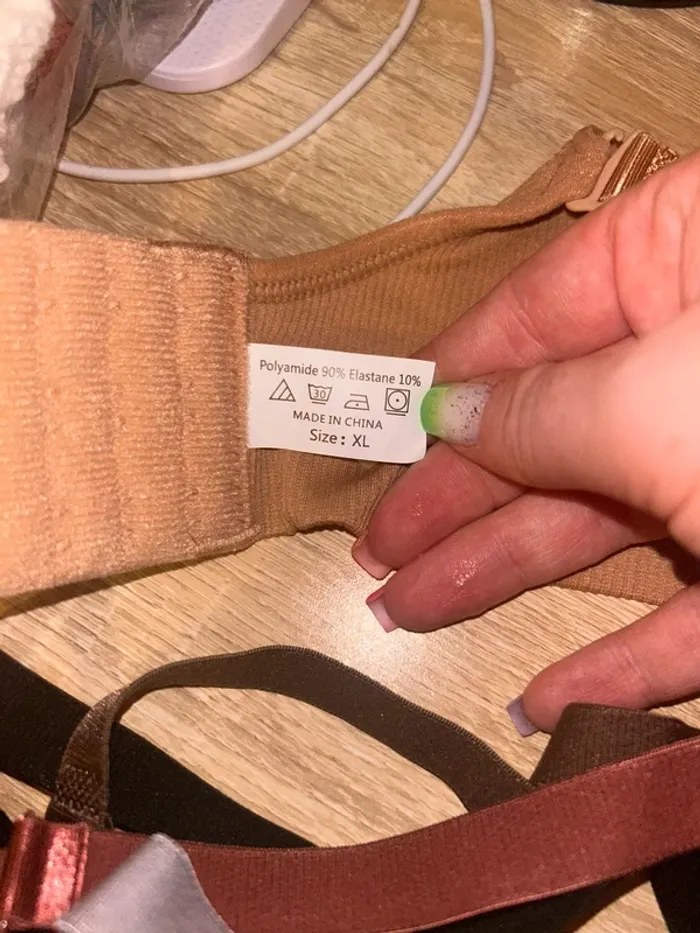 Polyamide 90% Elastane 10%
30
MADE IN CHINA
Size: XL